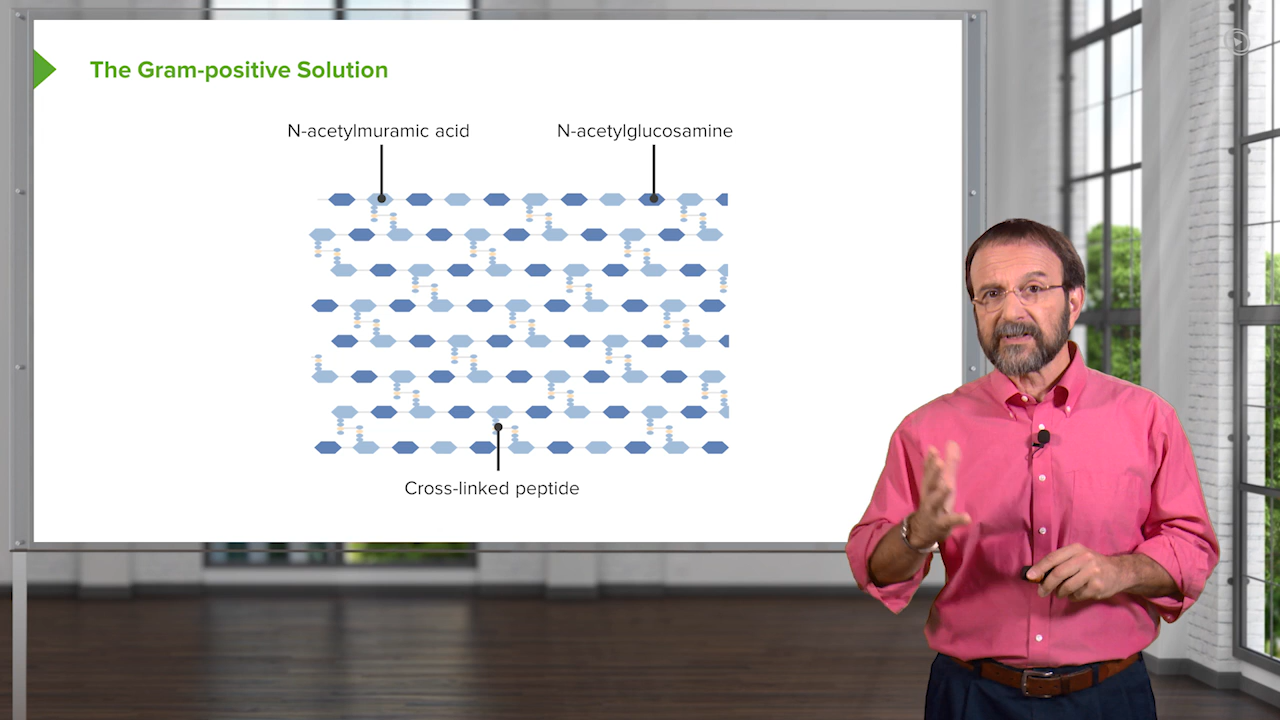 The Gram-positive Solution
N-acetylmuramic acid
N-acetylglucosamine
Cross-linked peptide